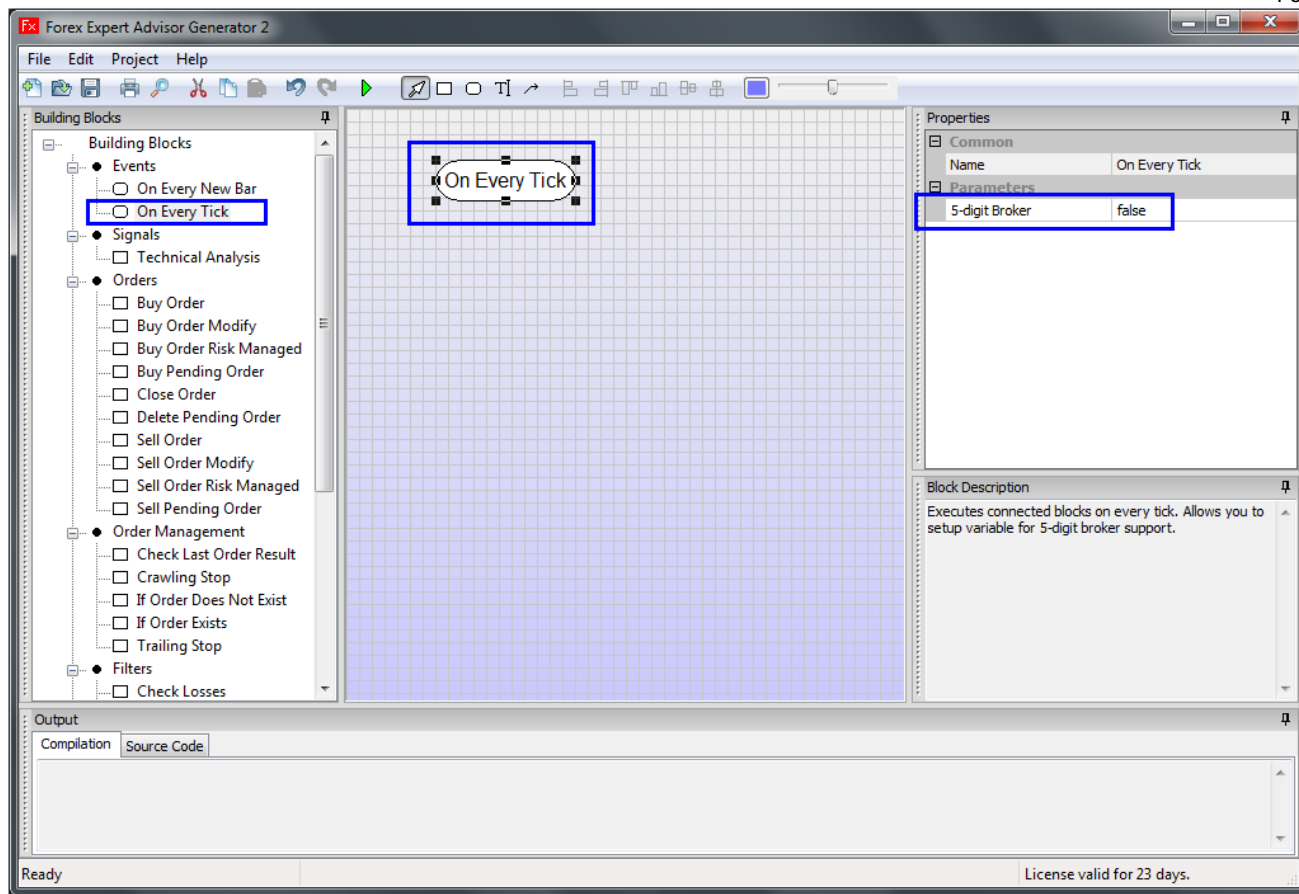 Forex Expert Advisor Generator 2
File Edit Project Help
Building Blocks
Building Blocks
Events
On Every New Bar
On Every Tick
Signals
Technical Analysis
Orders
Buy Order
Buy Order Modify
Buy Order Risk Managed
Buy Pending Order
Close Order
Delete Pending Order
Sell Order
Sell Order Modify
Sell Order Risk Managed
Sell Pending Order
Order Management
Check Last Order Result
Crawling Stop
If Order Does Not Exist
If Order Exists
Trailing Stop
Filters
Check Losses
On Every Tick
Properties
Common
Name On Every Tick
Parameters
5-digit Broker false
Block Description
Executes connected blocks on every tick. Allows you to
setup variable for 5-digit broker support.
Output
Compilation Source Code
Ready License valid for 23 days.